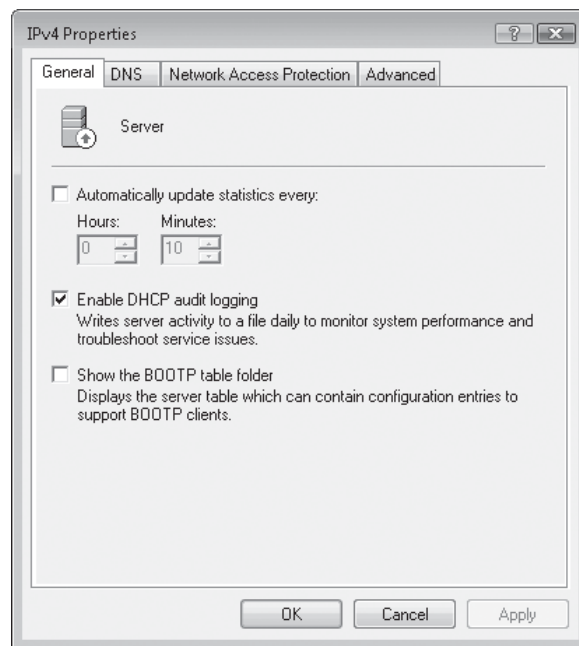 IPv4 Properties
General DNS Network Access Protection Advanced
Server
Automatically update statistics every:
Hours: Minutes:
0 10
Enable DHCP audit logging
Writes server activity to a file daily to monitor system performance and
troubleshoot service issues.
Show the BOOTP table folder
Displays the server table which can contain configuration entries to
support BOOTP clients.
OK Cancel Apply